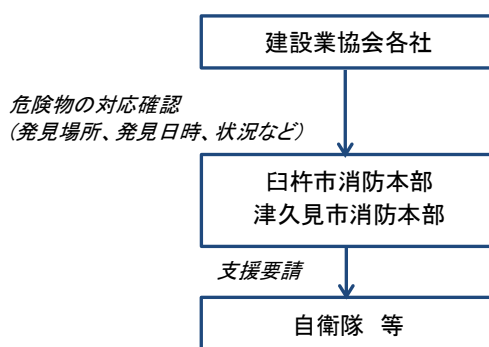 建設業協会各社
危険物の対応確認
(発見場所、発見日時、状況など)
臼杵市消防本部
津久見市消防本部
支援要請
自衛隊 等